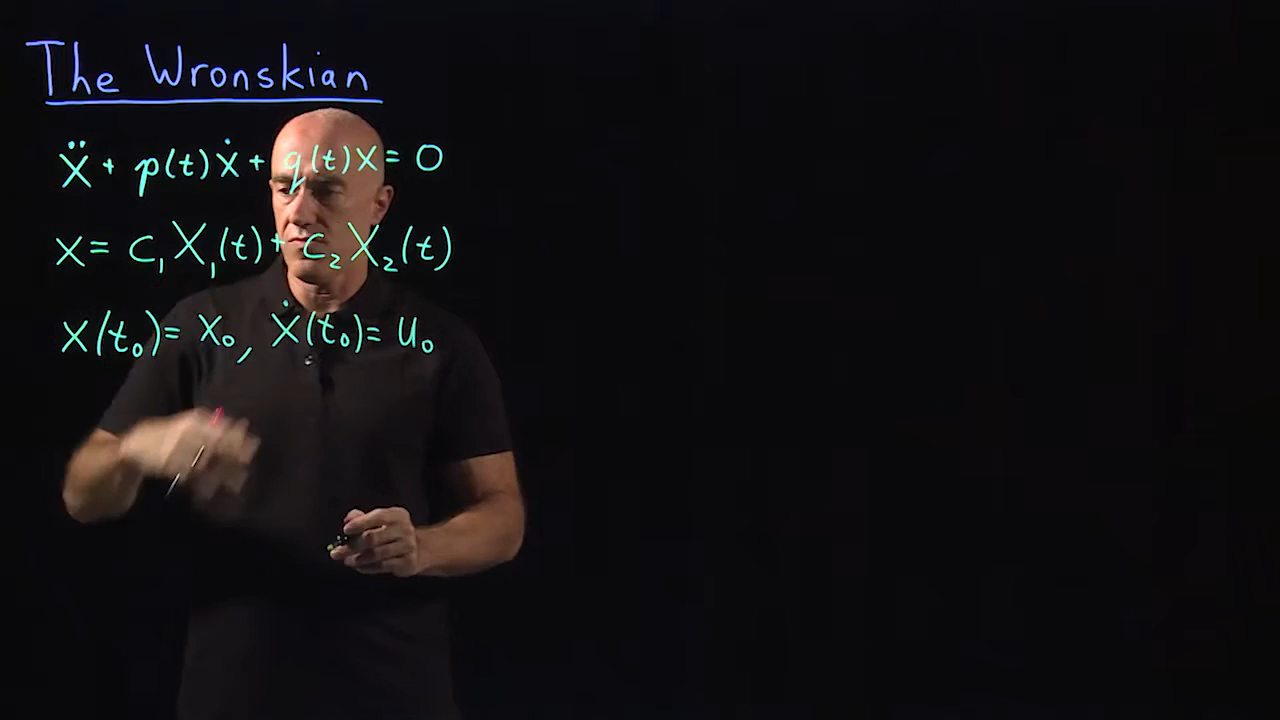 The Wronskian
ẍ + p(t)ẋ + q(t)x = 0
x = c₁X₁(t) + c₂X₂(t)
x(t₀) = x₀, ẋ(t₀) = u₀